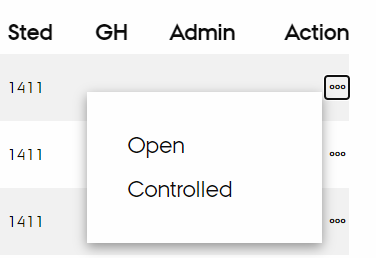 Sted GH Admin Action
1411
Open
1411
Controlled
1411